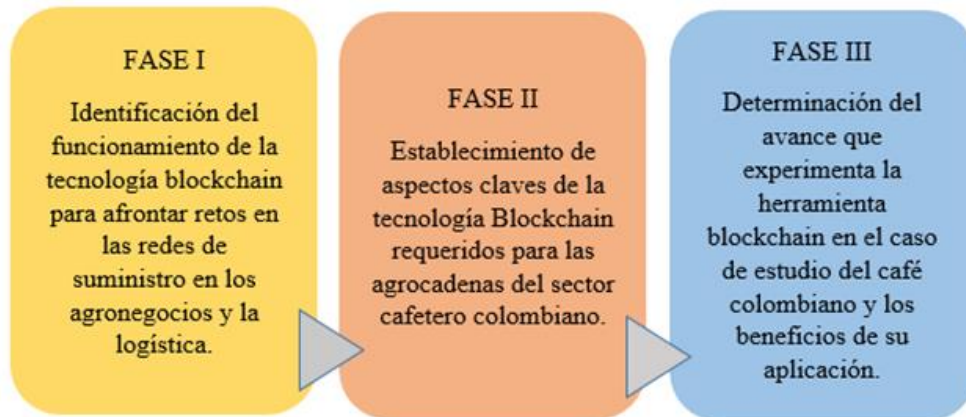 FASE I
Identificación del
funcionamiento de la
tecnología blockchain
para afrontar retos en
las redes de
suministro en los
agronegocios y la
logística.
FASE II
Establecimiento de
aspectos claves de la
tecnología Blockchain
requeridos para las
agrocadenas del sector
cafetero colombiano.
FASE III
Determinación del
avance que
experimenta la
herramienta
blockchain en el caso
de estudio del café
colombiano y los
beneficios de su
aplicación.